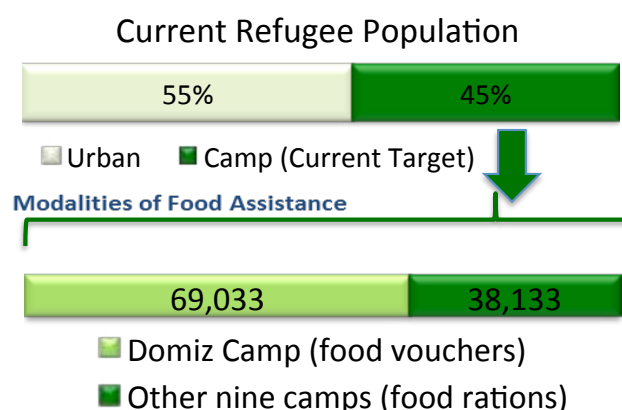 Current Refugee Population
55% 45%
Urban Camp (Current Target)
Modalities of Food Assistance
69,033 38,133
Domiz Camp (food vouchers)
Other nine camps (food rations)